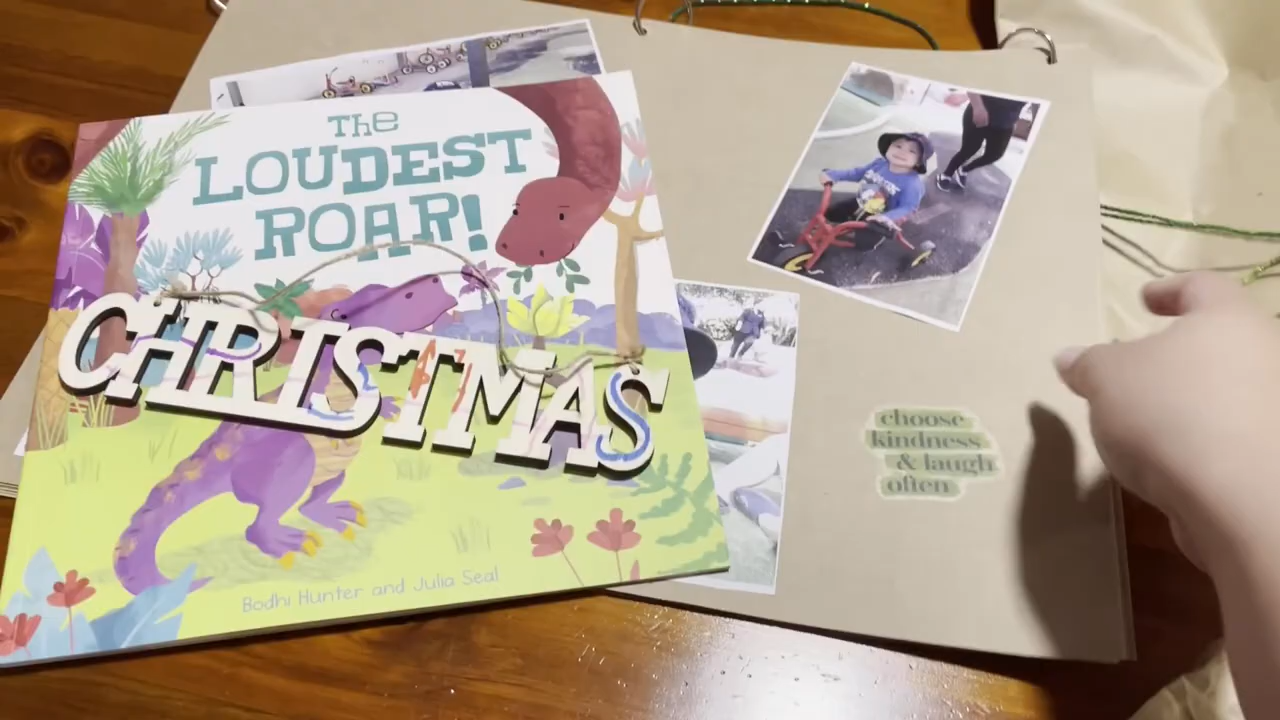 The
LOUDEST
ROAR!
CHRISTMAS
Bodhi Hunter and Julia Seal
choose
kindness
& laugh
often